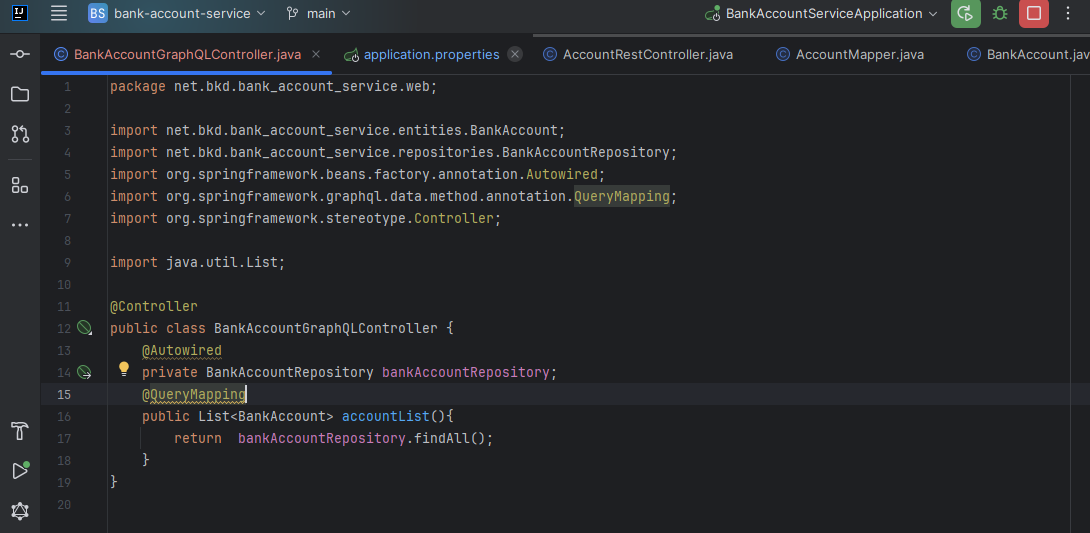 IJ BS bank-account-service main BankAccountServiceApplication
BankAccountGraphQLController.java application.properties AccountRestController.java AccountMapper.java BankAccount.jav
1 package net.bkd.bank_account_service.web;
2
3 import net.bkd.bank_account_service.entities.BankAccount;
4 import net.bkd.bank_account_service.repositories.BankAccountRepository;
5 import org.springframework.beans.factory.annotation.Autowired;
6 import org.springframework.graphql.data.method.annotation.QueryMapping;
7 import org.springframework.stereotype.Controller;
8
9 import java.util.List;
10
11 @Controller
12 public class BankAccountGraphQLController {
13 @Autowired
14 private BankAccountRepository bankAccountRepository;
15 @QueryMapping
16 public List<BankAccount> accountList(){
17 return  bankAccountRepository.findAll();
18 }
19 }
20